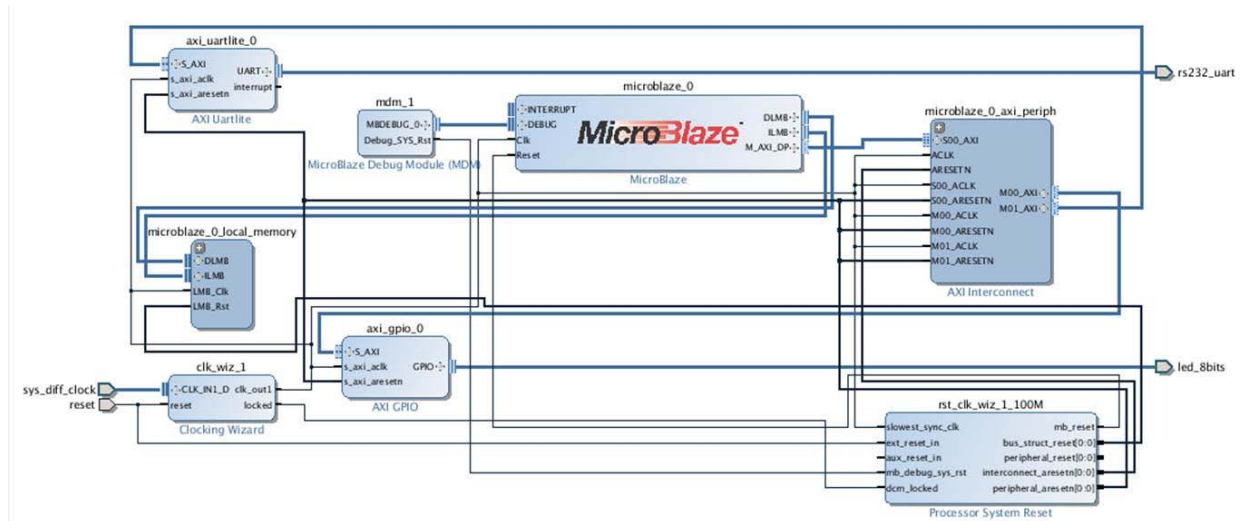 axi_uartlite_0
S_AXI
s_axi_aclk
s_axi_aresetn
UART
interrupt
AXI Uartlite
mdm_1
MBDEBUG_0
Debug_SYS_Rst
MicroBlaze Debug Module (MDM
microblaze_0
INTERRUPT
DEBUG
Clk
Reset
MicroBlaze
DLMB
ILMB
M_AXI_DP
MicroBlaze
microblaze_0_axi_periph
S00_AXI
ACLK
ARESETN
S00_ACLK
S00_ARESETN
M00_ACLK
M00_ARESETN
M01_ACLK
M01_ARESETN
M00_AXI
M01_AXI
AXI Interconnect
rs232_uart
microblaze_0_local_memory
DLMB
ILMB
LMB_Clk
LMB_Rst
axi_gpio_0
S_AXI
s_axi_aclk
s_axi_aresetn
GPIO
AXI GPIO
led_8bits
sys_diff_clock
reset
clk_wiz_1
CLK_IN1_D
reset
clk_out1
locked
Clocking Wizard
rst_clk_wiz_1_100M
slowest_sync_clk
ext_reset_in
aux_reset_in
mb_debug_sys_rst
dcm_locked
mb_reset
bus_struct_reset[0:0]
peripheral_reset[0:0]
interconnect_aresetn[0:0]
peripheral_aresetn[0:0]
Processor System Reset